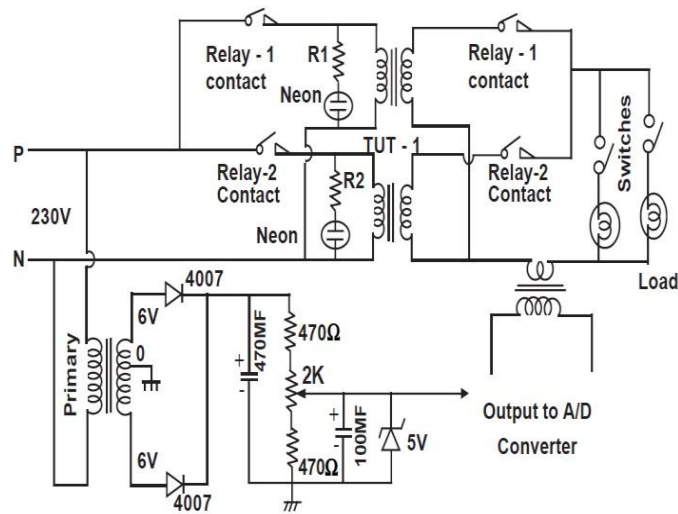 Relay - 1
contact
R1
Neon
Relay - 1
contact
P
TUT - 1
Relay-2
Contact
R2
Relay-2
Contact
Switches
230V
Neon
N
Load
4007
6V
0
Primary
470MF
+
-
470Ω
2K
+
-
100MF
5V
470Ω
6V
4007
Output to A/D
Converter